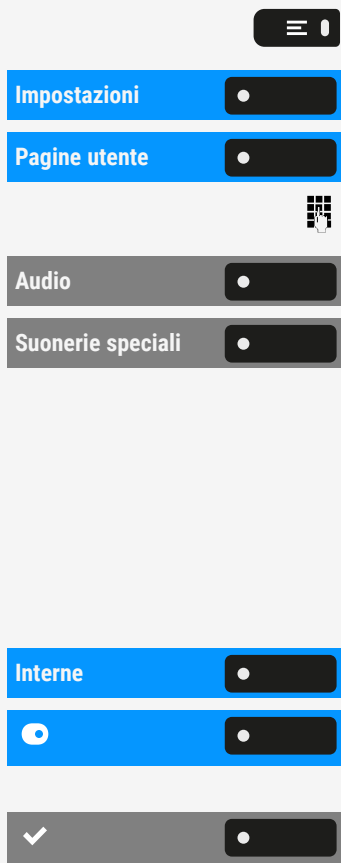 Impostazioni
Pagine utente
Audio
Suonerie speciali
Interne